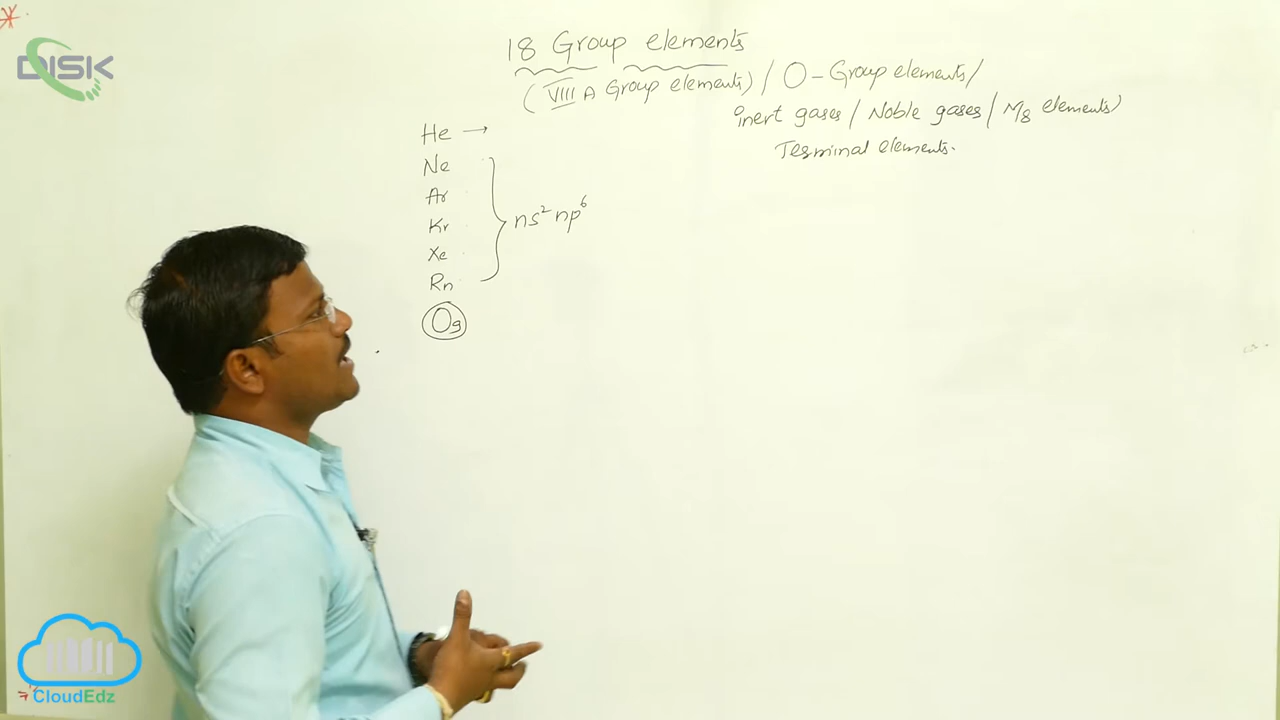 DISK
18 Group elements
(VIII A Group elements) / O - Group elements /
inert gases / Noble gases / M8 elements)
Terminal elements.
He →
Ne
Ar
Kr
Xe
Rn
Og
ns² np⁶
CloudEdz